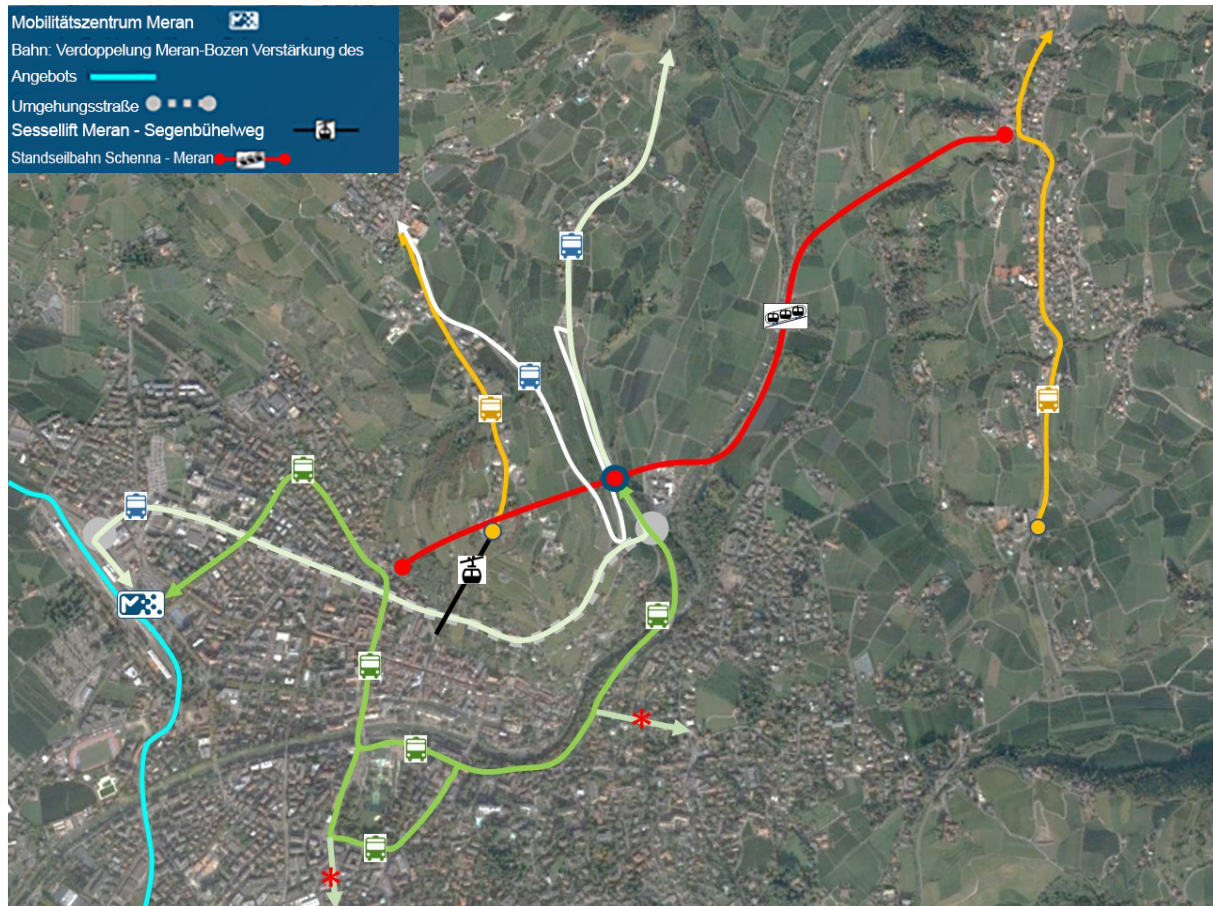 Mobilitätszentrum Meran
Bahn: Verdoppelung Meran-Bozen Verstärkung des
Angebots
Umgehungsstraße
Sessellift Meran - Segenbühelweg
Standseilbahn Schenna - Meran